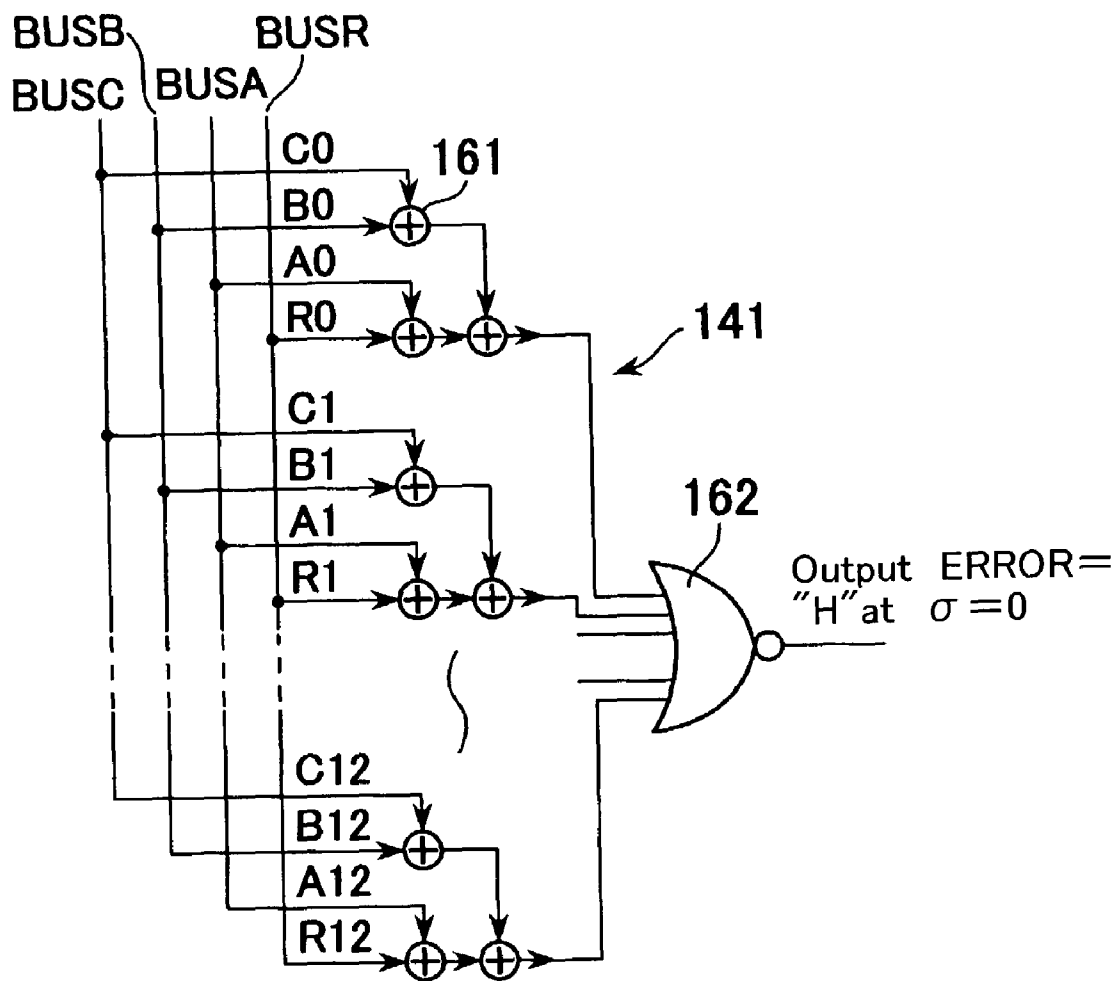 BUSB
BUSR
BUSC
BUSA
C0
161
B0
A0
R0
141
C1
B1
162
A1
R1
Output ERROR=
"H"at σ=0
C12
B12
A12
R12